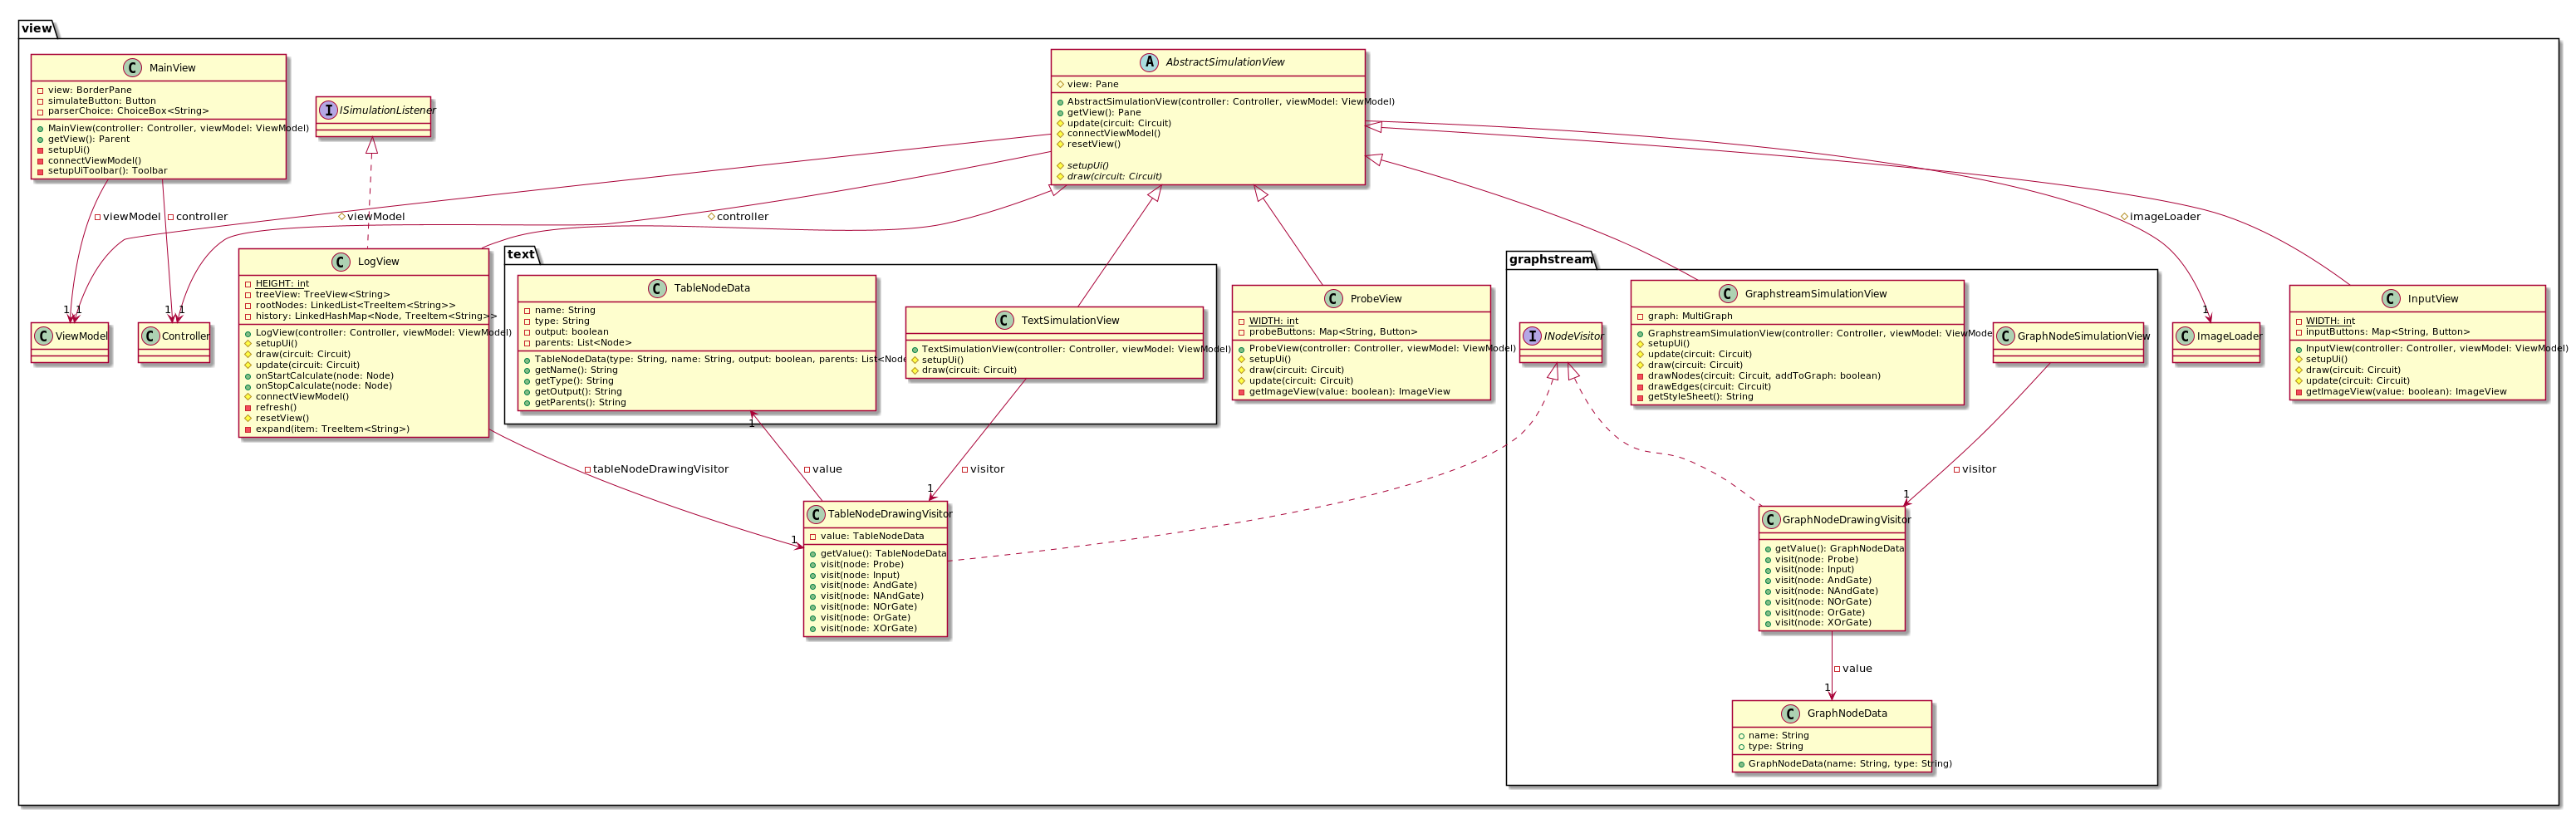 view
C MainView
view: BorderPane
simulateButton: Button
parserChoice: ChoiceBox<String>
MainView(controller: Controller, viewModel: ViewModel)
getView(): Parent
setupUi()
connectViewModel()
setupUiToolbar(): Toolbar
I ISimulationListener
A AbstractSimulationView
view: Pane
AbstractSimulationView(controller: Controller, viewModel: ViewModel)
getView(): Pane
update(circuit: Circuit)
connectViewModel()
resetView()
setupUi()
draw(circuit: Circuit)
viewModel
controller
viewModel
controller
imageLoader
1
1
1
1
1
C ViewModel
C Controller
C LogView
HEIGHT: int
treeView: TreeView<String>
rootNodes: LinkedList<TreeItem<String>>
history: LinkedHashMap<Node, TreeItem<String>>
LogView(controller: Controller, viewModel: ViewModel)
setupUi()
draw(circuit: Circuit)
update(circuit: Circuit)
onStartCalculate(node: Node)
onStopCalculate(node: Node)
connectViewModel()
refresh()
resetView()
expand(item: TreeItem<String>)
text
C TableNodeData
name: String
type: String
output: boolean
parents: List<Node>
TableNodeData(type: String, name: String, output: boolean, parents: List<Node
getName(): String
getType(): String
getOutput(): String
getParents(): String
C TextSimulationView
TextSimulationView(controller: Controller, viewModel: ViewModel)
setupUi()
draw(circuit: Circuit)
C ProbeView
WIDTH: int
probeButtons: Map<String, Button>
ProbeView(controller: Controller, viewModel: ViewModel)
setupUi()
draw(circuit: Circuit)
update(circuit: Circuit)
getImageView(value: boolean): ImageView
graphstream
I INodeVisitor
C GraphstreamSimulationView
graph: MultiGraph
GraphstreamSimulationView(controller: Controller, viewModel: ViewMode
setupUi()
update(circuit: Circuit)
draw(circuit: Circuit)
drawNodes(circuit: Circuit, addToGraph: boolean)
drawEdges(circuit: Circuit)
getStyleSheet(): String
C GraphNodeSimulationView
C ImageLoader
C InputView
WIDTH: int
inputButtons: Map<String, Button>
InputView(controller: Controller, viewModel: ViewModel)
setupUi()
draw(circuit: Circuit)
update(circuit: Circuit)
getImageView(value: boolean): ImageView
1
tableNodeDrawingVisitor
value
visitor
visitor
1
1
1
C TableNodeDrawingVisitor
value: TableNodeData
getValue(): TableNodeData
visit(node: Probe)
visit(node: Input)
visit(node: AndGate)
visit(node: NAndGate)
visit(node: NOrGate)
visit(node: OrGate)
visit(node: XOrGate)
C GraphNodeDrawingVisitor
getValue(): GraphNodeData
visit(node: Probe)
visit(node: Input)
visit(node: AndGate)
visit(node: NAndGate)
visit(node: NOrGate)
visit(node: OrGate)
visit(node: XOrGate)
value
1
C GraphNodeData
name: String
type: String
GraphNodeData(name: String, type: String)